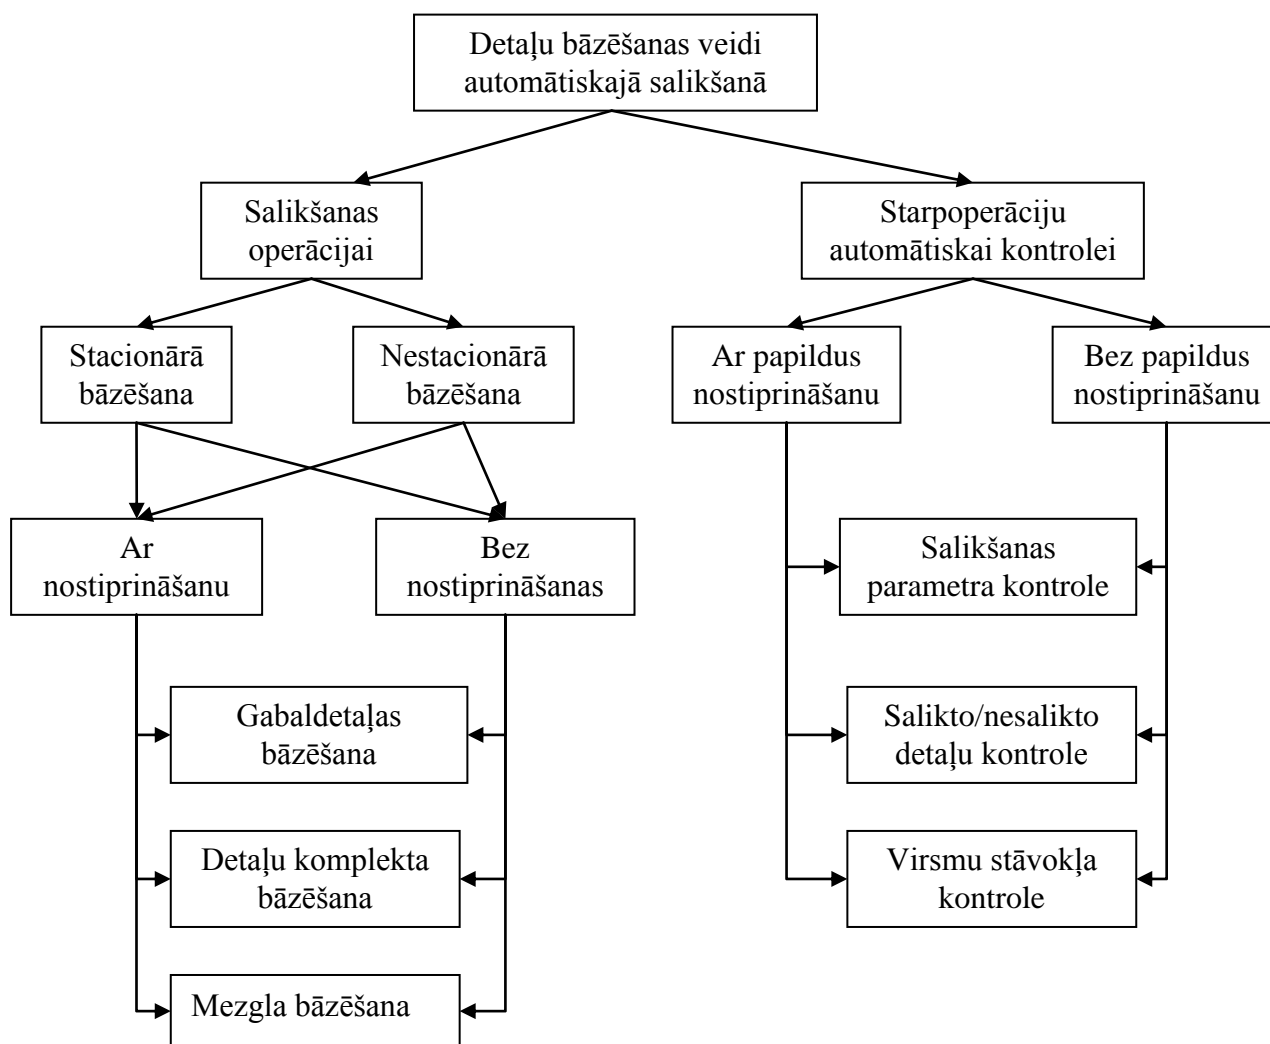 Detaļu bāzēšanas veidi
automātiskajā salikšanā
Salikšanas
operācijai
Starpoperāciju
automātiskai kontrolei
Stacionārā
bāzēšana
Nestacionārā
bāzēšana
Ar papildus
nostiprināšanu
Bez papildus
nostiprināšanu
Ar
nostiprināšanu
Bez
nostiprināšanas
Salikšanas
parametra kontrole
Gabaldetaļas
bāzēšana
Salikto/nesalikto
detaļu kontrole
Detaļu komplekta
bāzēšana
Virsmu stāvokļa
kontrole
Mezgla bāzēšana